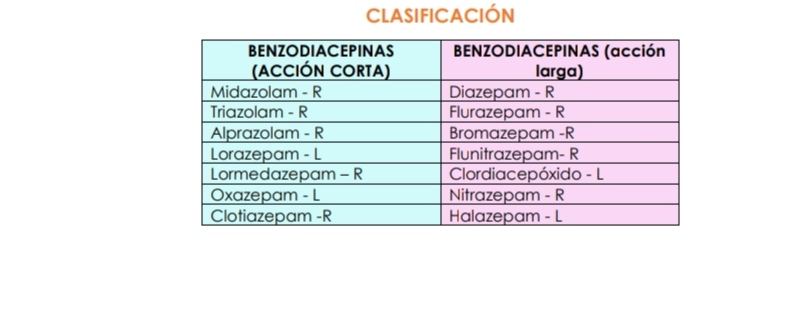 CLASIFICACIÓN
BENZODIACEPINAS (ACCIÓN CORTA) BENZODIACEPINAS (acción larga)
Midazolam - R Diazepam - R
Triazolam - R Flurazepam - R
Alprazolam - R Bromazepam -R
Lorazepam - L Flunitrazepam- R
Lormedazepam – R Clordiacepóxido - L
Oxazepam - L Nitrazepam - R
Clotiazepam -R Halazepam - L